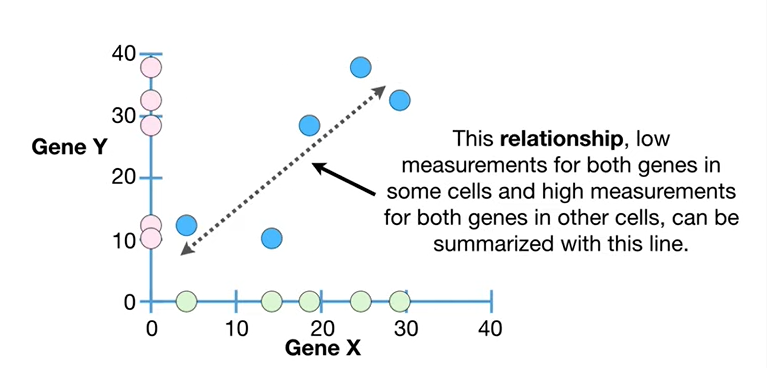 40
30
Gene Y
20
10
0
0
10
20
30
40
Gene X
This relationship, low
measurements for both genes in
some cells and high measurements
for both genes in other cells, can be
summarized with this line.